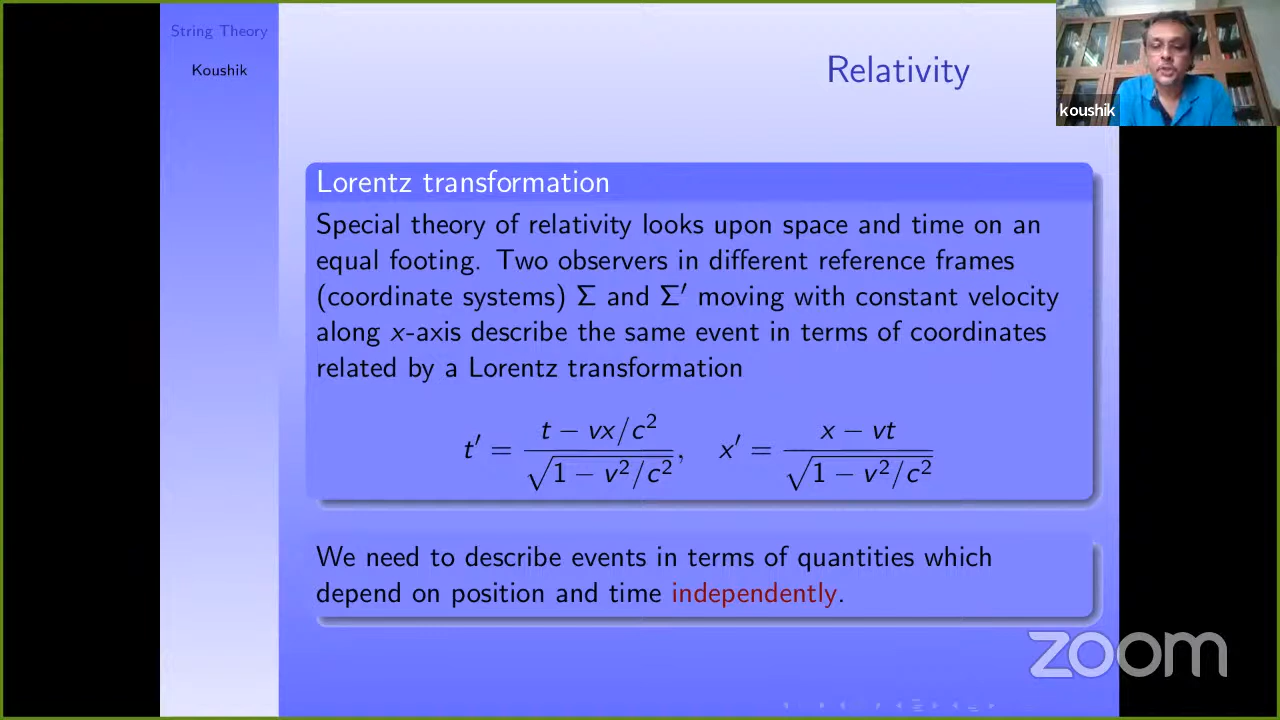 String Theory
Koushik
Relativity
koushik
Lorentz transformation
Special theory of relativity looks upon space and time on an
equal footing. Two observers in different reference frames
(coordinate systems) Σ and Σ′ moving with constant velocity
along x-axis describe the same event in terms of coordinates
related by a Lorentz transformation
t′ = (t − vx/c²)/√(1 − v²/c²), x′ = (x − vt)/√(1 − v²/c²)
We need to describe events in terms of quantities which
depend on position and time independently.
zoom